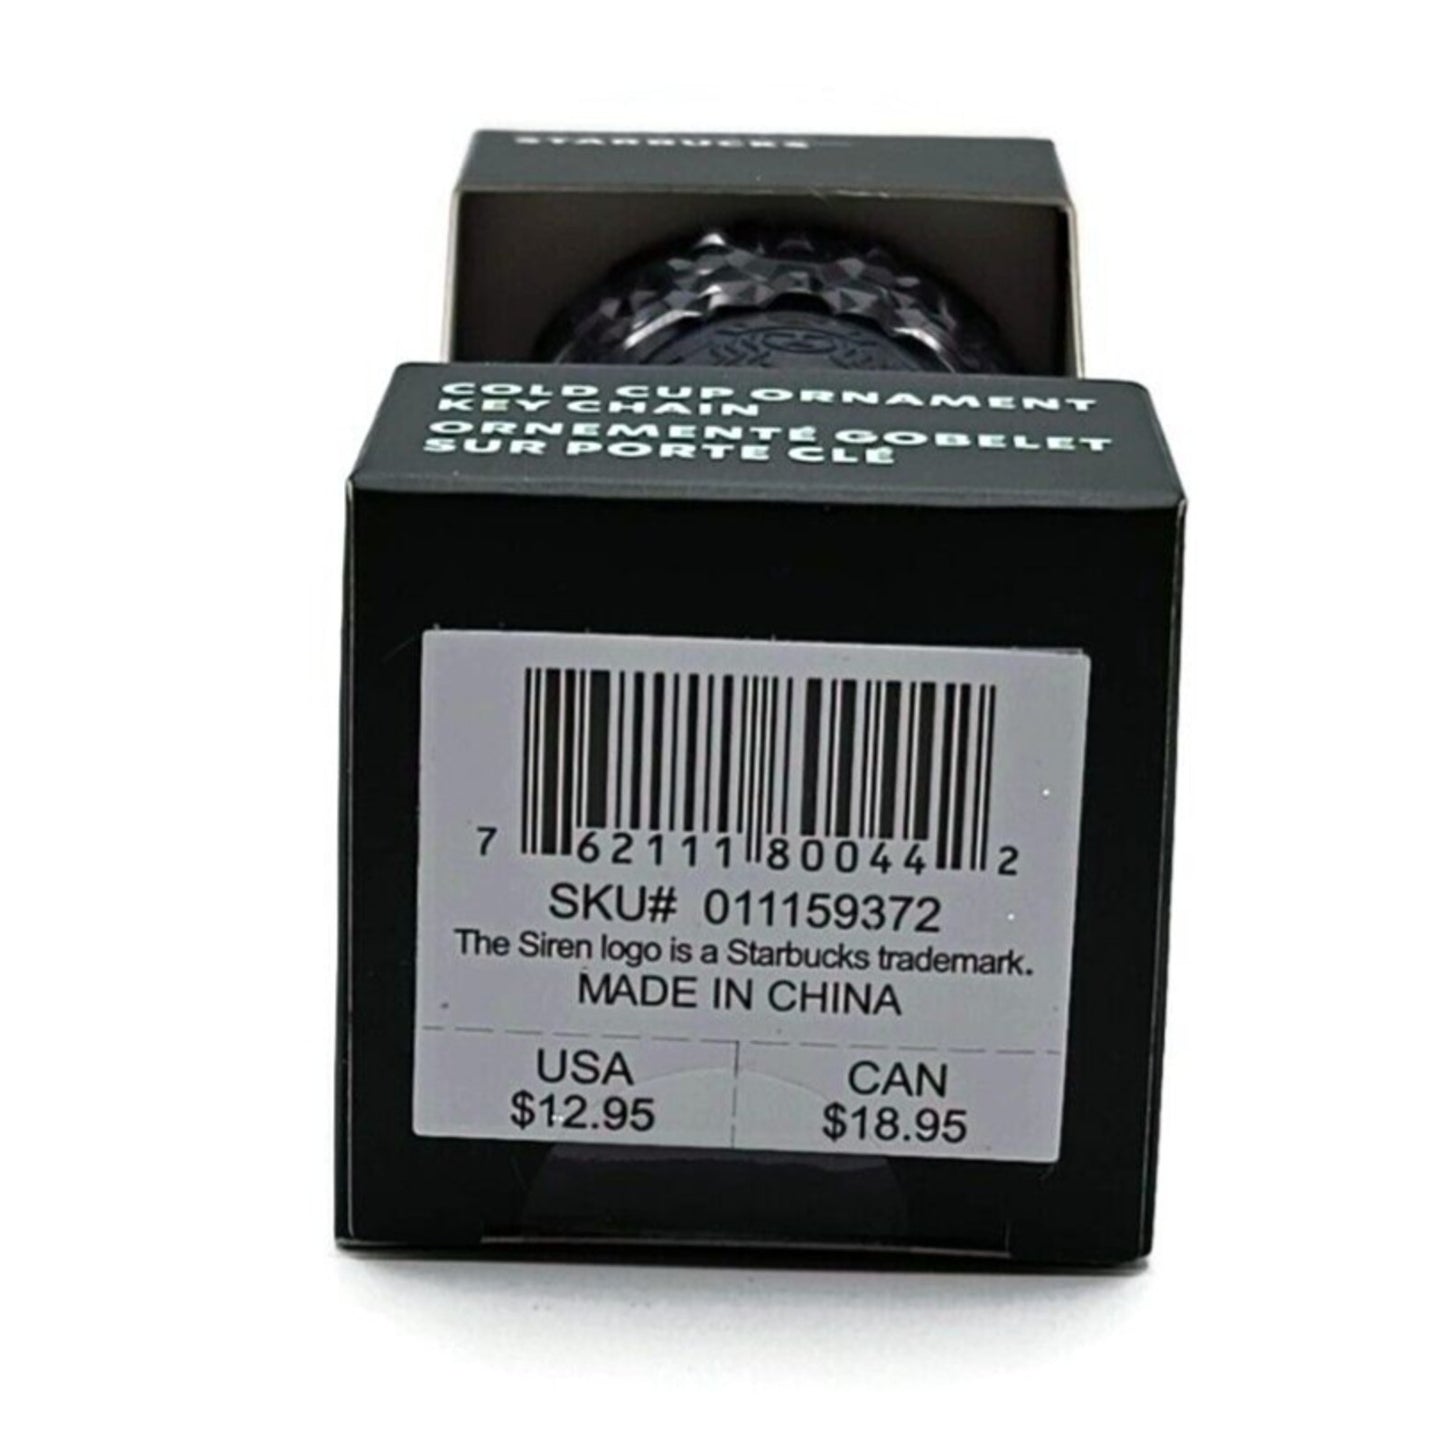 STARBUCKS
COLD CUP ORNAMENT
KEY CHAIN
ORNEMENTÉ GOBELET
SUR PORTE CLÉ
7 62111 80044 2
SKU# 011159372
The Siren logo is a Starbucks trademark.
MADE IN CHINA
USA CAN
$12.95 $18.95